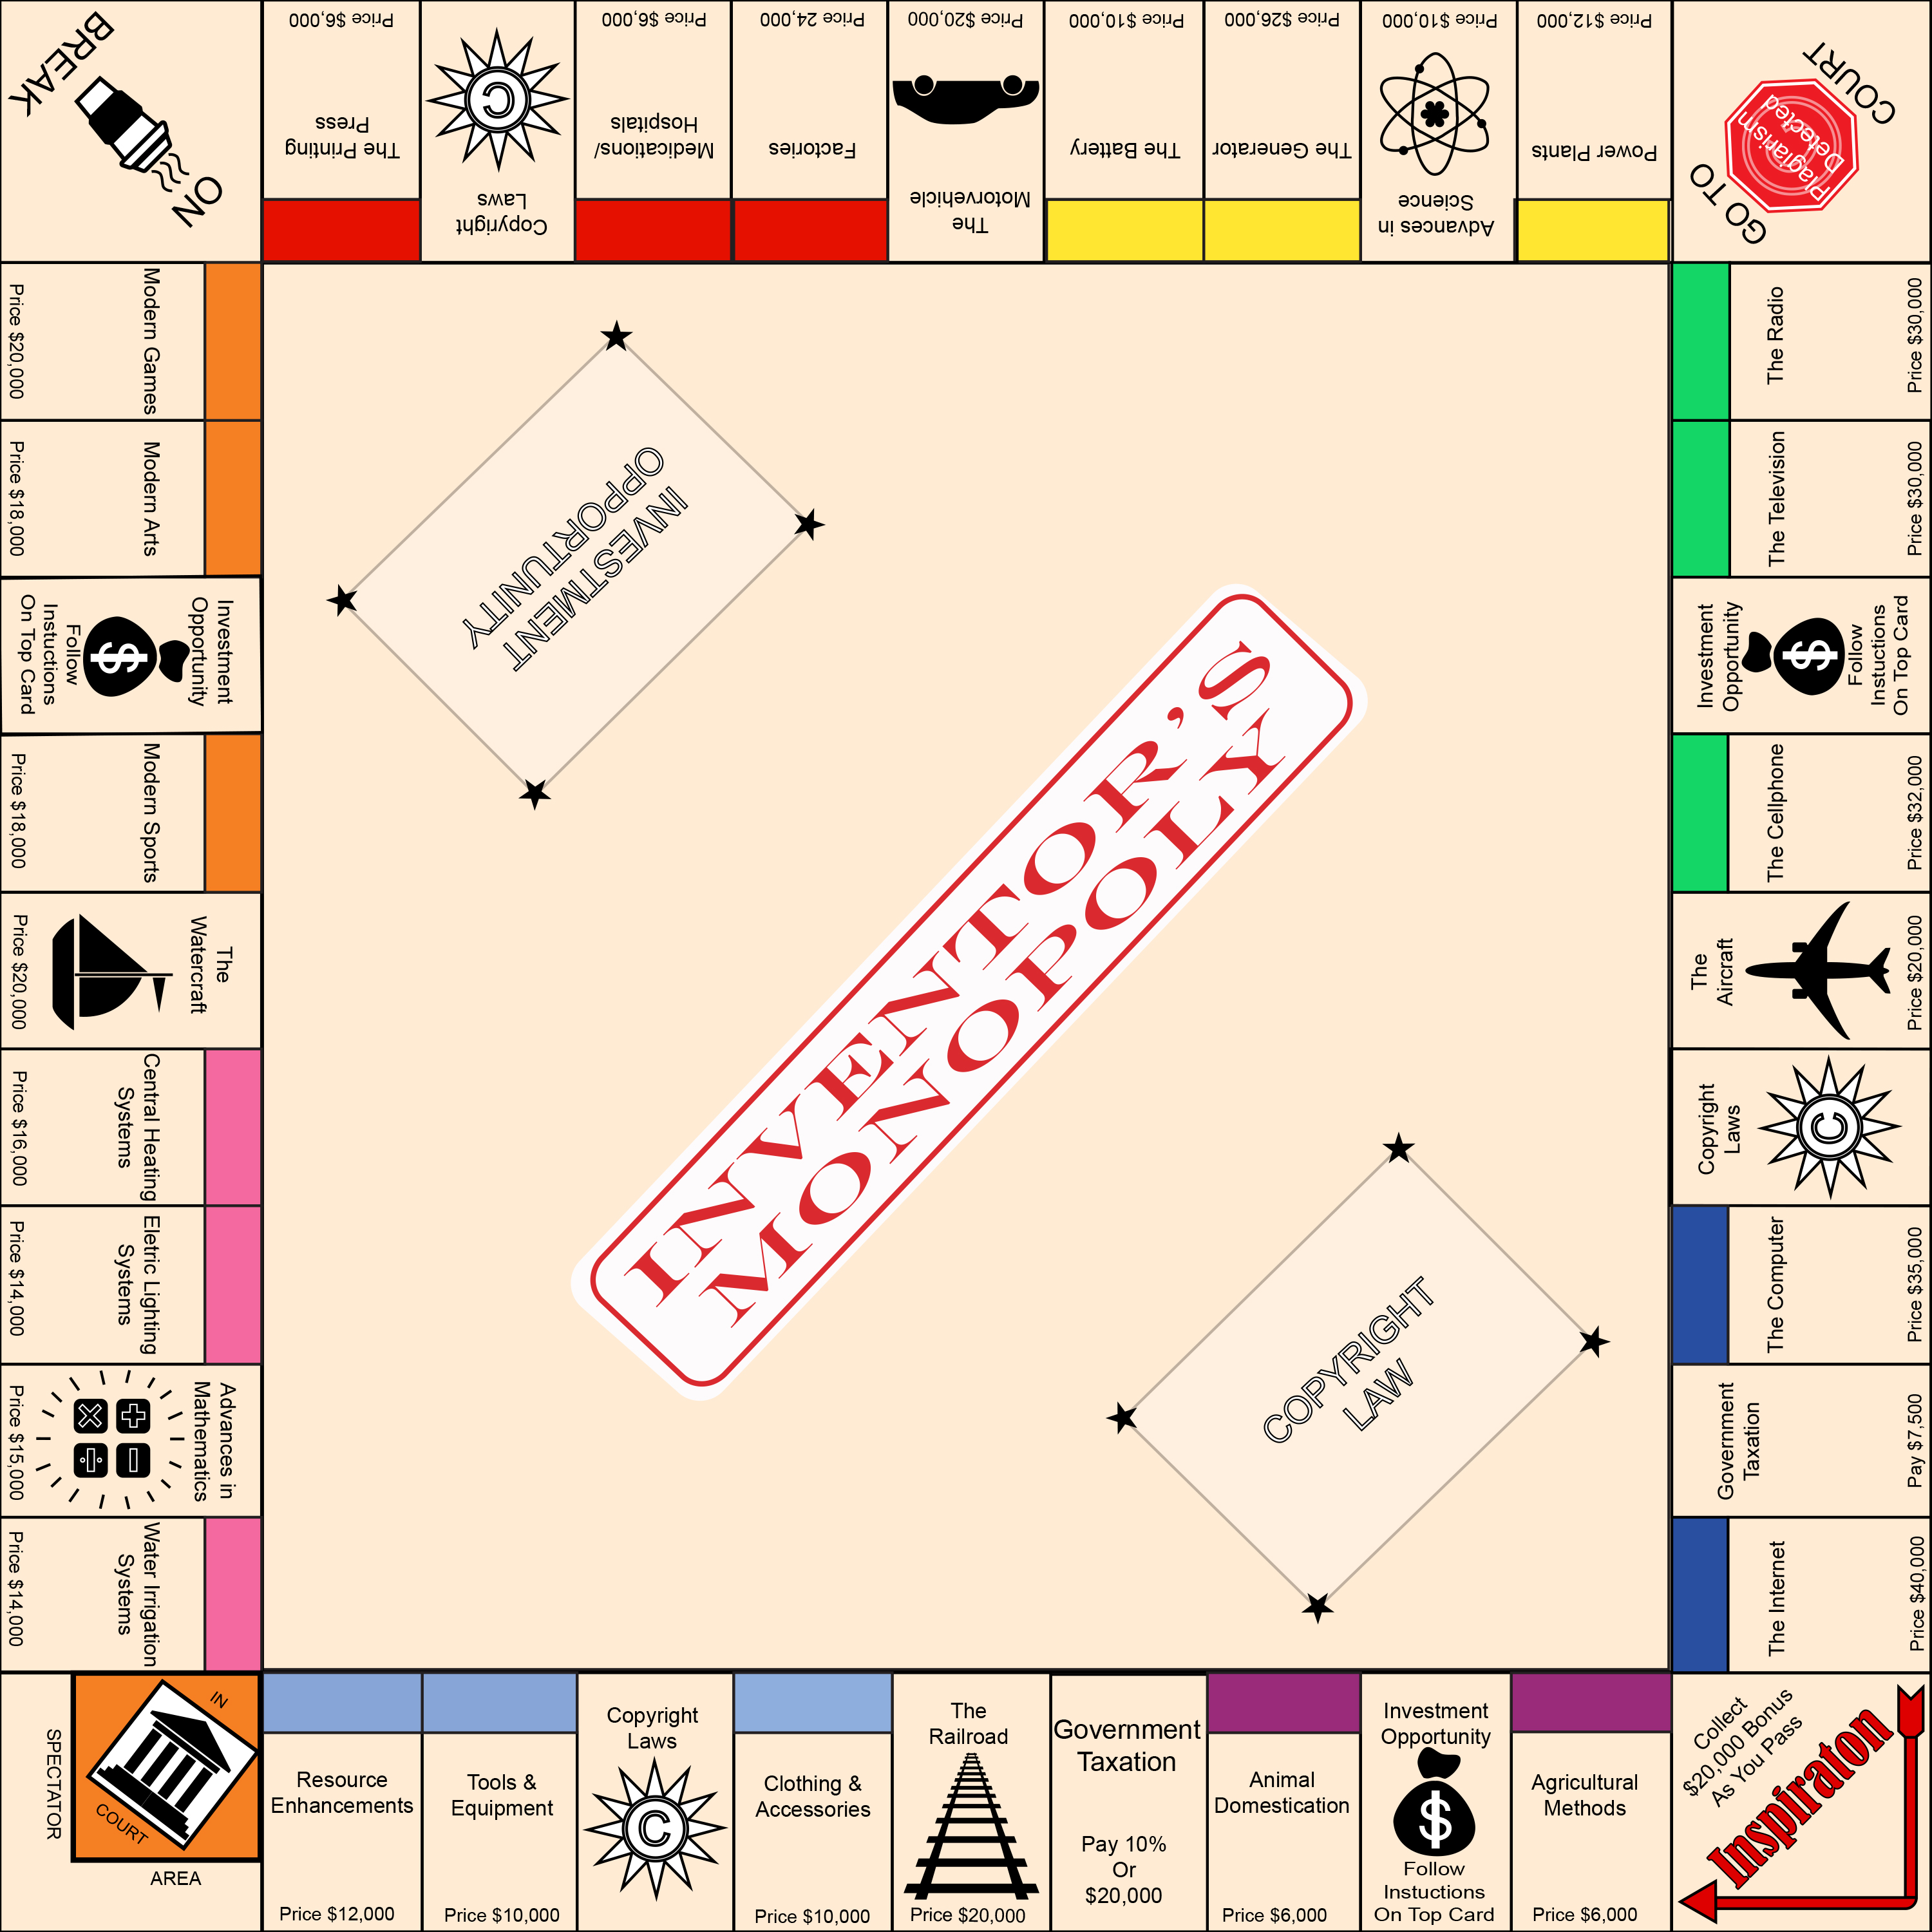 BREAK
ON
Price $6,000
The Printing
Press
Copyright
Laws
C
Price $6,000
Medications/
Hospitals
Price 24,000
Factories
Price $20,000
The
Motorvehicle
Price $10,000
The Battery
Price $26,000
The Generator
Price $10,000
Advances in
Science
Price $12,000
Power Plants
GO TO
COURT
Plagiarism
Detected
Modern Games
Price $20,000
Modern Arts
Price $18,000
Investment
Opportunity
$
Follow
Instuctions
On Top Card
Modern Sports
Price $18,000
The
Watercraft
Price $20,000
Central Heating
Systems
Price $16,000
Eletric Lighting
Systems
Price $14,000
Advances in
Mathematics
Price $15,000
Water Irrigation
Systems
Price $14,000
INVESTMENT
OPPORTUNITY
INVENTOR'S
MONOPOLY
COPYRIGHT
LAW
The Radio
Price $30,000
The Television
Price $30,000
Investment
Opportunity
$
Follow
Instuctions
On Top Card
The Cellphone
Price $32,000
The
Aircraft
Price $20,000
Copyright
Laws
C
The Computer
Price $35,000
Government
Taxation
Pay $7,500
The Internet
Price $40,000
SPECTATOR
AREA
IN
COURT
Resource
Enhancements
Price $12,000
Tools &
Equipment
Price $10,000
Copyright
Laws
C
Clothing &
Accessories
Price $10,000
The
Railroad
Price $20,000
Government
Taxation
Pay 10%
Or
$20,000
Animal
Domestication
Price $6,000
Investment
Opportunity
$
Follow
Instuctions
On Top Card
Agricultural
Methods
Price $6,000
Collect
$20,000 Bonus
As You Pass
Inspiraton